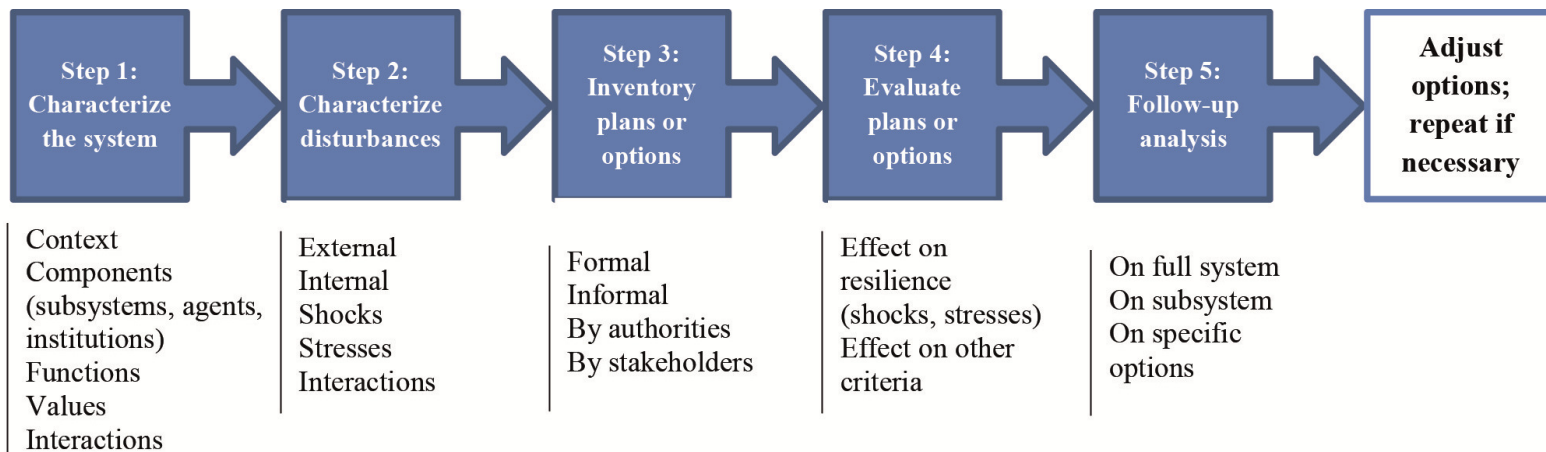 Step 1:
Characterize
the system
Step 2:
Characterize
disturbances
Step 3:
Inventory
plans or
options
Step 4:
Evaluate
plans or
options
Step 5:
Follow-up
analysis
Adjust
options;
repeat if
necessary
Context
Components
(subsystems, agents,
institutions)
Functions
Values
Interactions
External
Internal
Shocks
Stresses
Interactions
Formal
Informal
By authorities
By stakeholders
Effect on
resilience
(shocks, stresses)
Effect on other
criteria
On full system
On subsystem
On specific
options